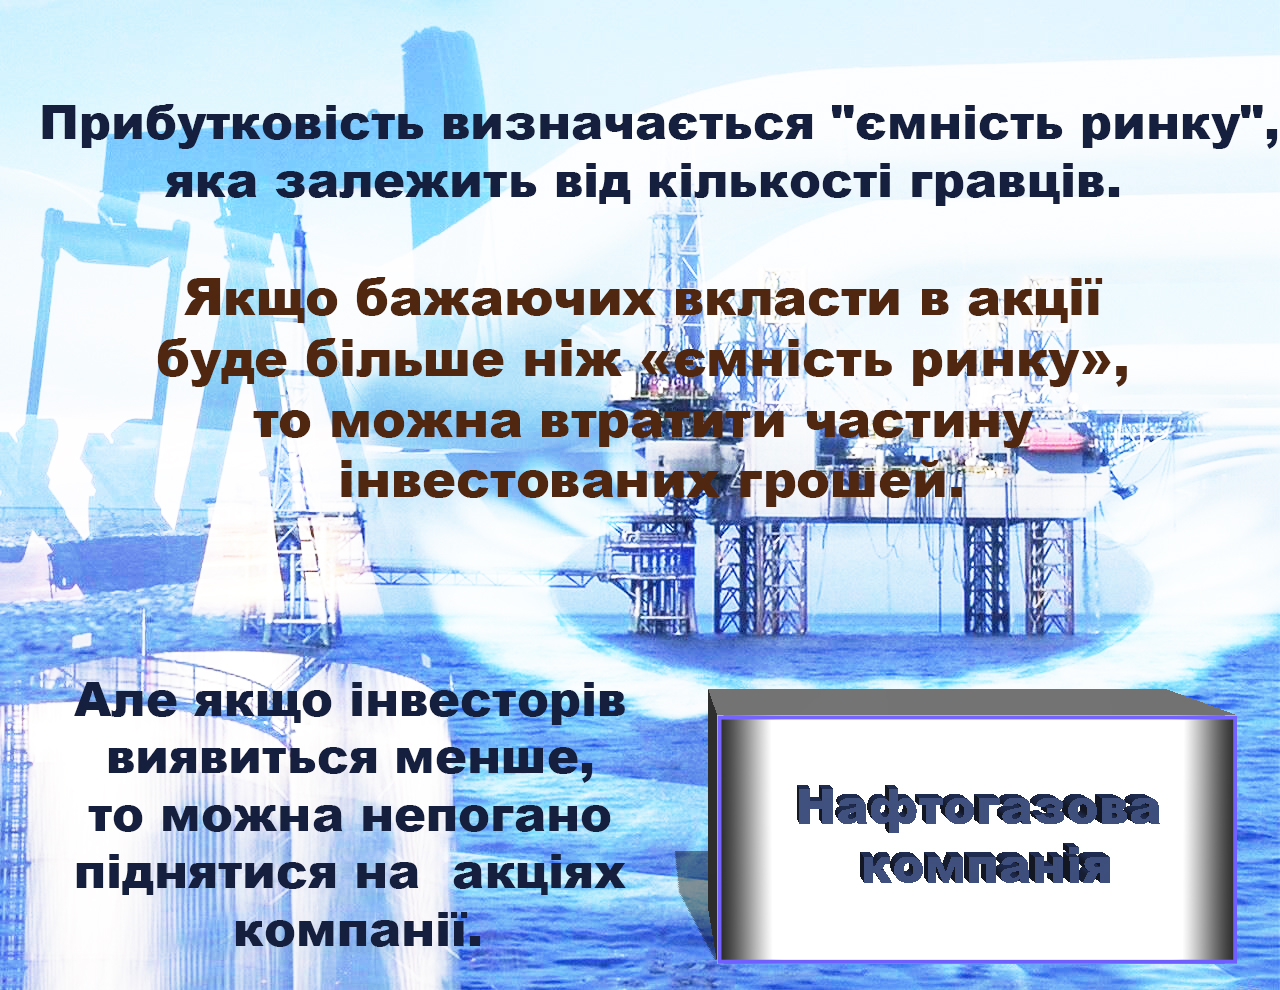 Прибутковість визначається "ємність ринку",
яка залежить від кількості гравців.
Якщо бажаючих вкласти в акції
буде більше ніж «ємність ринку»,
то можна втратити частину
інвестованих грошей.
Але якщо інвесторів
виявиться менше,
то можна непогано
піднятися на  акціях
компанії.
Нафтогазова
компанія